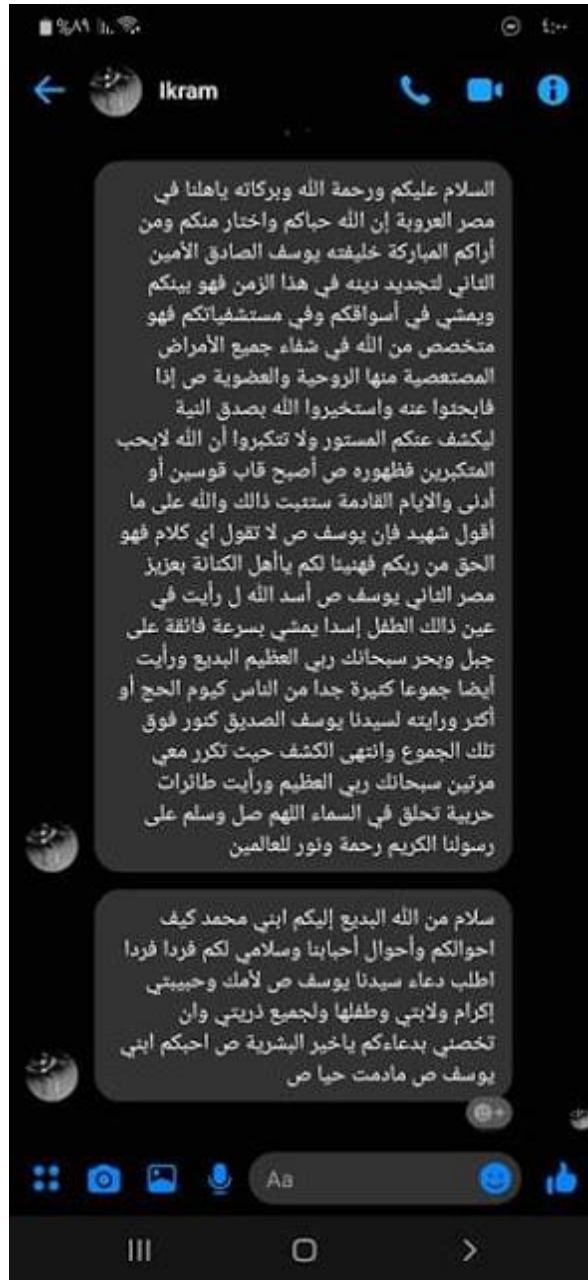 %٨٩
٤:٠٠
Ikram
السلام عليكم ورحمة الله وبركاته ياهلنا في
مصر العروبة إن الله حباكم واختار منكم ومن
أراكم المباركة خليفته يوسف الصادق الأمين
الثاني لتجديد دينه في هذا الزمن فهو بينكم
ويمشي في أسواقكم وفي مستشفياتكم فهو
متخصص من الله في شفاء جميع الأمراض
المصتعصية منها الروحية والعضوية ص إذا
فابحثوا عنه واستخيروا الله بصدق النية
ليكشف عنكم المستور ولا تتكبروا أن الله لايحب
المتكبرين فظهوره ص أصبح قاب قوسين أو
أدنى والايام القادمة ستتبت ذالك والله على ما
أقول شهيد فإن يوسف ص لا تقول اي كلام فهو
الحق من ربكم فهنيئا لكم ياأهل الكنانة بعزيز
مصر الثاني يوسف ص أسد الله ل رأيت في
عين ذالك الطفل إسدا يمشي بسرعة فائقة على
جبل وبحر سبحانك ربي العظيم البديع ورأيت
أيضا جموعا كثيرة جدا من الناس كيوم الحج أو
أكتر ورايته لسيدنا يوسف الصديق كنور فوق
تلك الجموع وانتهى الكشف حيت تكرر معي
مرتين سبحانك ربي العظيم ورأيت طائرات
حربية تحلق في السماء اللهم صل وسلم على
رسولنا الكريم رحمة ونور للعالمين
سلام من الله البديع إليكم ابني محمد كيف
احوالكم وأحوال أحبابنا وسلامي لكم فردا فردا
اطلب دعاء سيدنا يوسف ص لأمك وحبيبتي
إكرام ولابتي وطفلها ولجميع ذريتي وان
تخصني بدعاءكم ياخير البشرية ص احبكم ابني
يوسف ص مادمت حيا ص
Aa